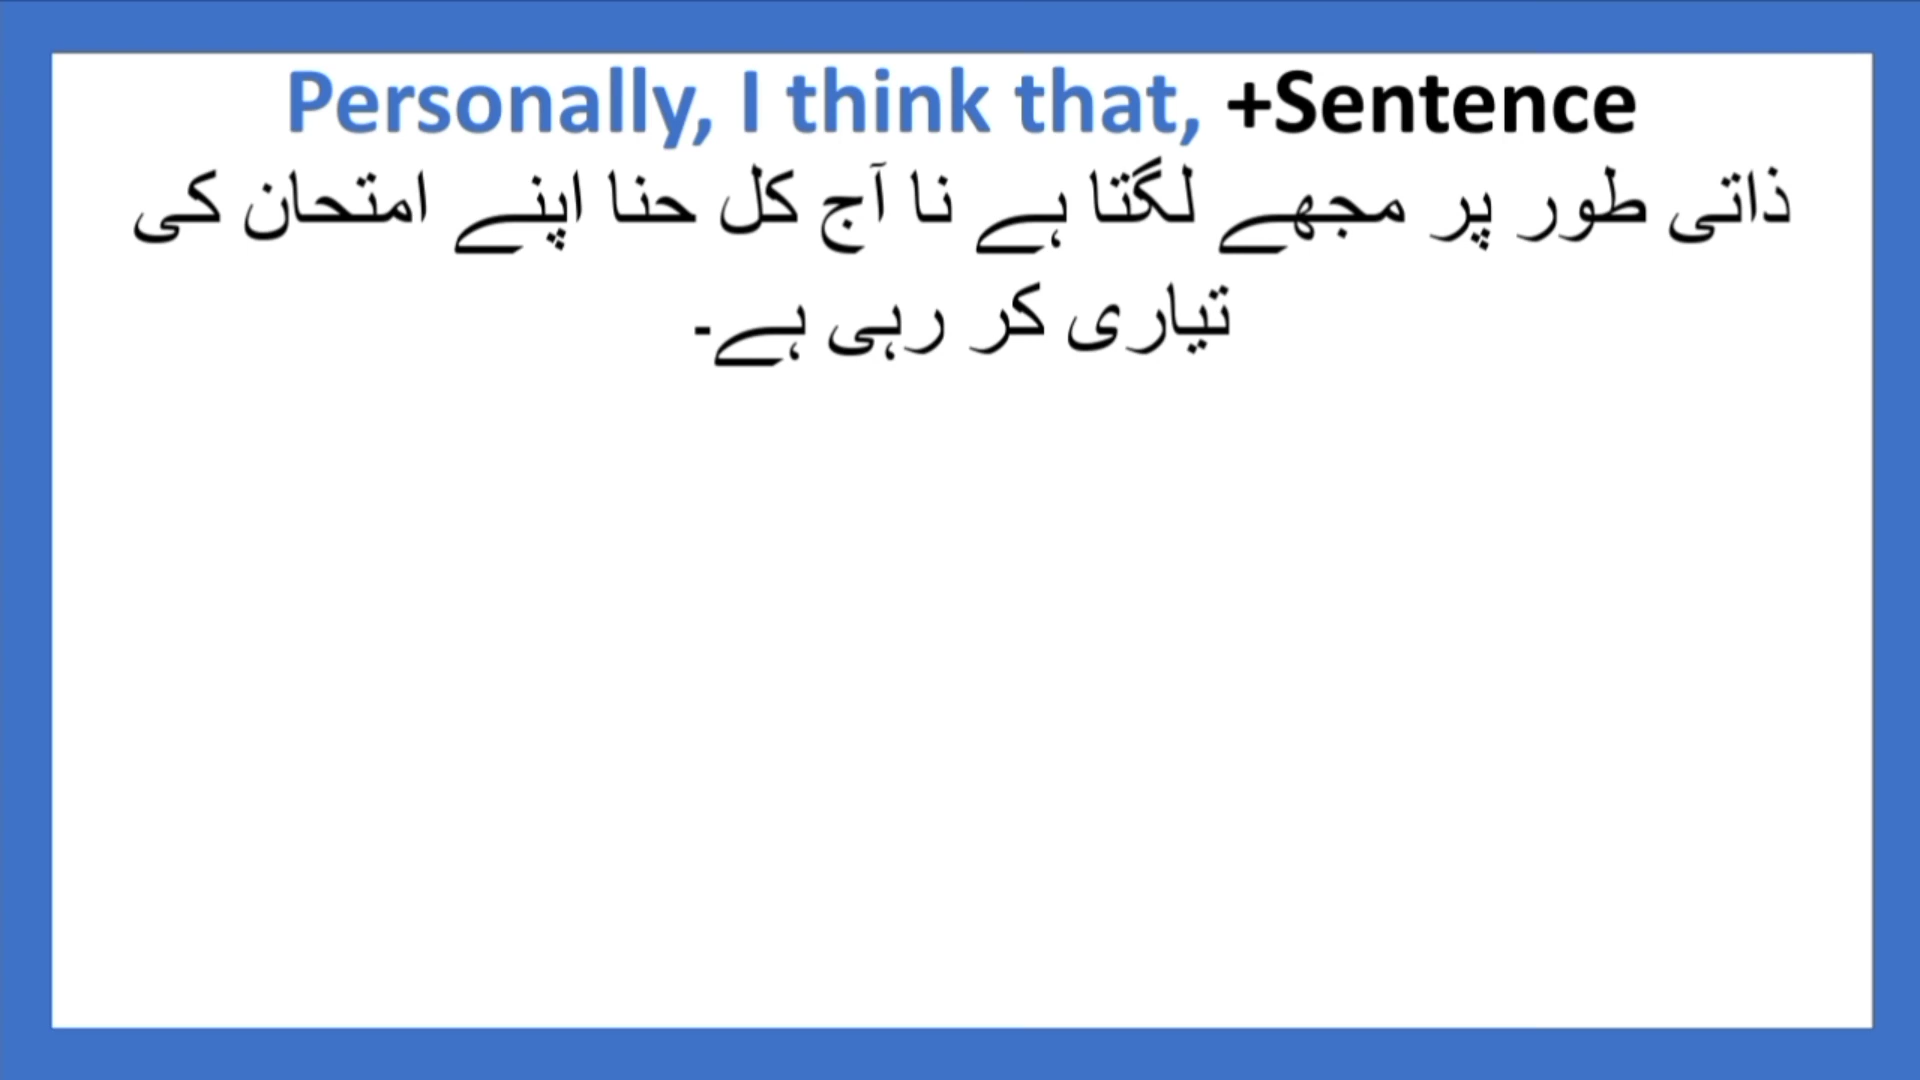 Personally, I think that, +Sentence
ذاتی طور پر مجھے لگتا ہے نا آج کل حنا اپنے امتحان کی
تیاری کر رہی ہے۔